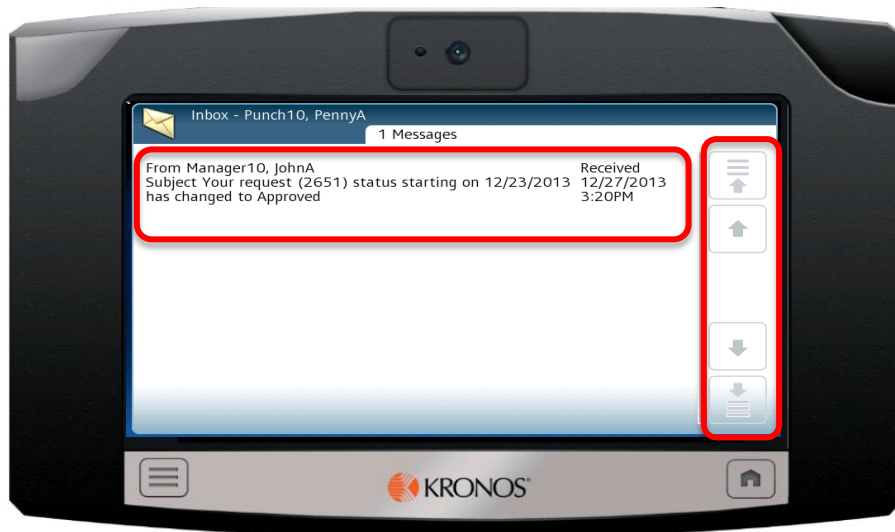 Inbox - Punch10, PennyA
1 Messages
From Manager10, JohnA Received
Subject Your request (2651) status starting on 12/23/2013 12/27/2013
has changed to Approved 3:20PM
KRONOS®